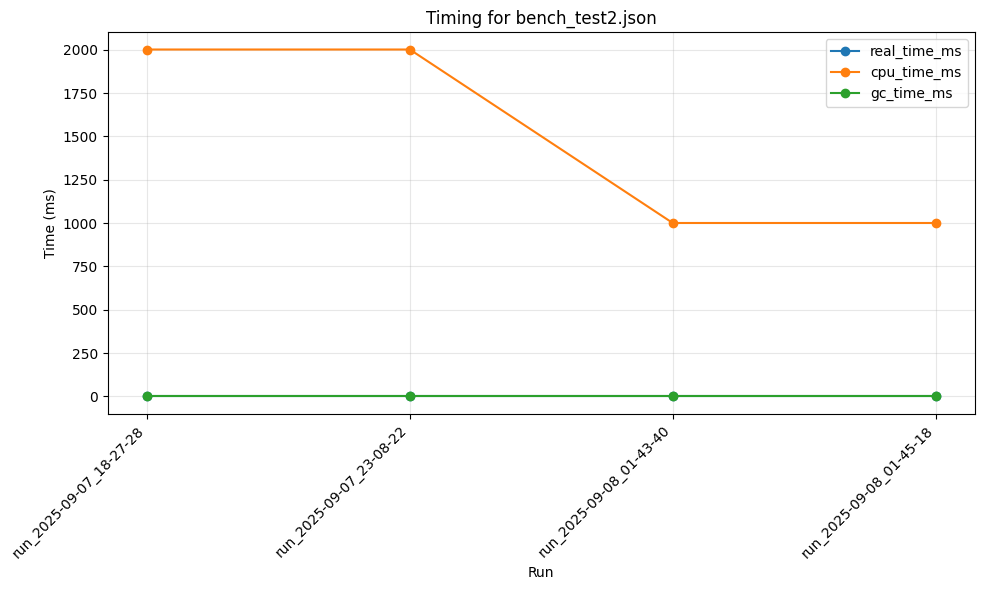 Timing for bench_test2.json
real_time_ms
cpu_time_ms
gc_time_ms
Time (ms)
2000
1750
1500
1250
1000
750
500
250
0
run_2025-09-07_18-27-28
run_2025-09-07_23-08-22
run_2025-09-08_01-43-40
run_2025-09-08_01-45-18
Run